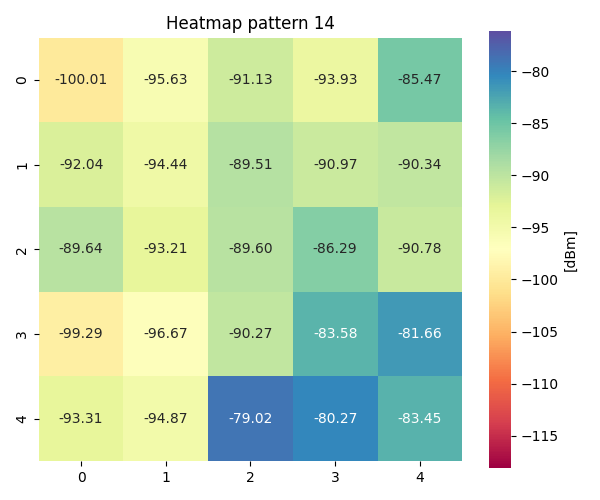 Heatmap pattern 14
0 -100.01 -95.63 -91.13 -93.93 -85.47
1 -92.04 -94.44 -89.51 -90.97 -90.34
2 -89.64 -93.21 -89.60 -86.29 -90.78
3 -99.29 -96.67 -90.27 -83.58 -81.66
4 -93.31 -94.87 -79.02 -80.27 -83.45
0 1 2 3 4
−80
−85
−90
−95
−100
−105
−110
−115
[dBm]